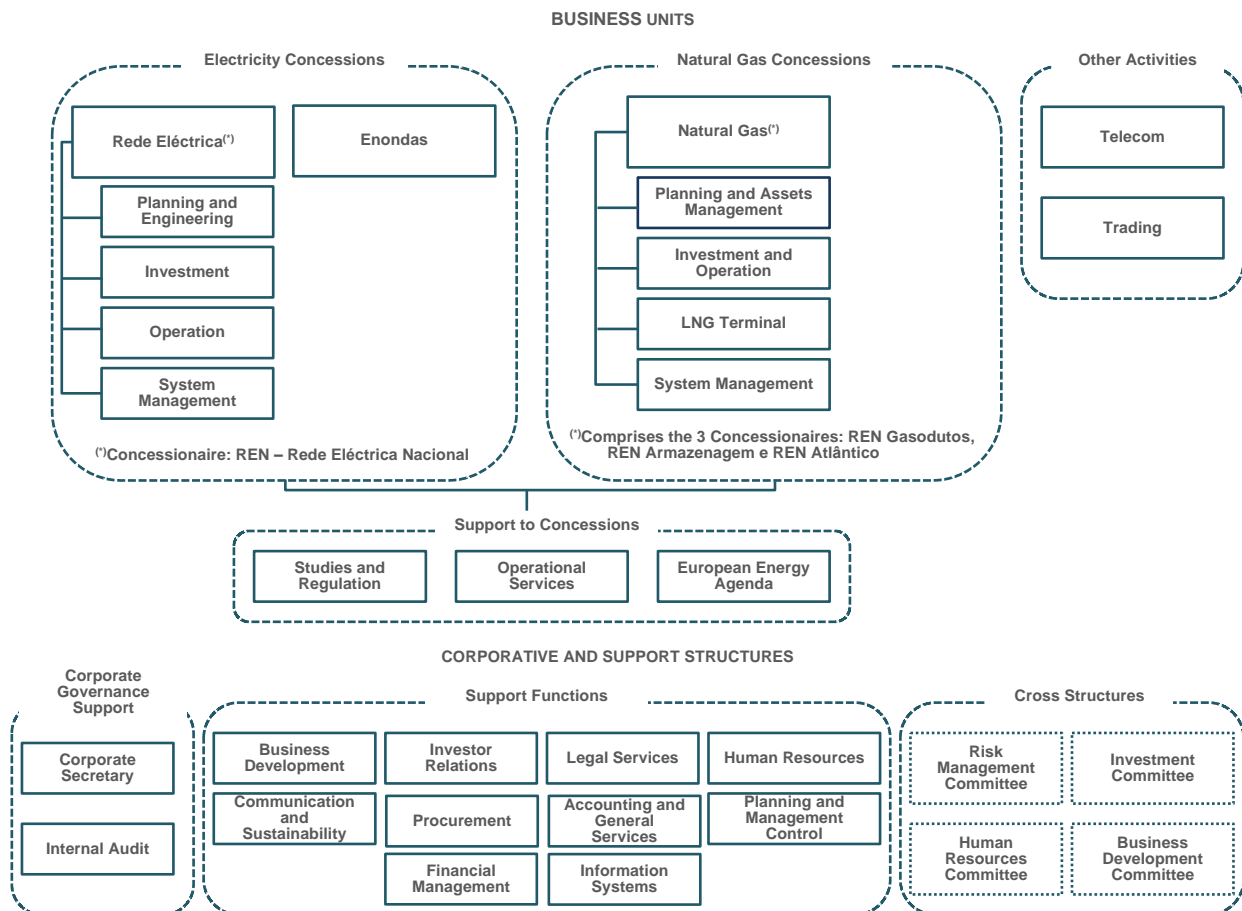 BUSINESS UNITS
Electricity Concessions
Rede Eléctrica(*)
Enondas
Planning and
Engineering
Investment
Operation
System
Management
(*)Concessionaire: REN – Rede Eléctrica Nacional
Natural Gas Concessions
Natural Gas(*)
Planning and Assets
Management
Investment and
Operation
LNG Terminal
System Management
(*)Comprises the 3 Concessionaires: REN Gasodutos,
REN Armazenagem e REN Atlântico
Other Activities
Telecom
Trading
Support to Concessions
Studies and
Regulation
Operational
Services
European Energy
Agenda
CORPORATIVE AND SUPPORT STRUCTURES
Corporate
Governance
Support
Corporate
Secretary
Internal Audit
Support Functions
Business
Development
Investor
Relations
Legal Services
Human Resources
Communication
and
Sustainability
Procurement
Accounting and
General
Services
Planning and
Management
Control
Financial
Management
Information
Systems
Cross Structures
Risk
Management
Committee
Investment
Committee
Human
Resources
Committee
Business
Development
Committee